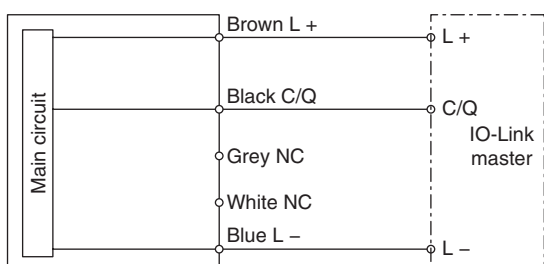 Brown L +
L +
Black C/Q
C/Q
Main circuit
IO-Link
master
Grey NC
White NC
Blue L –
L –